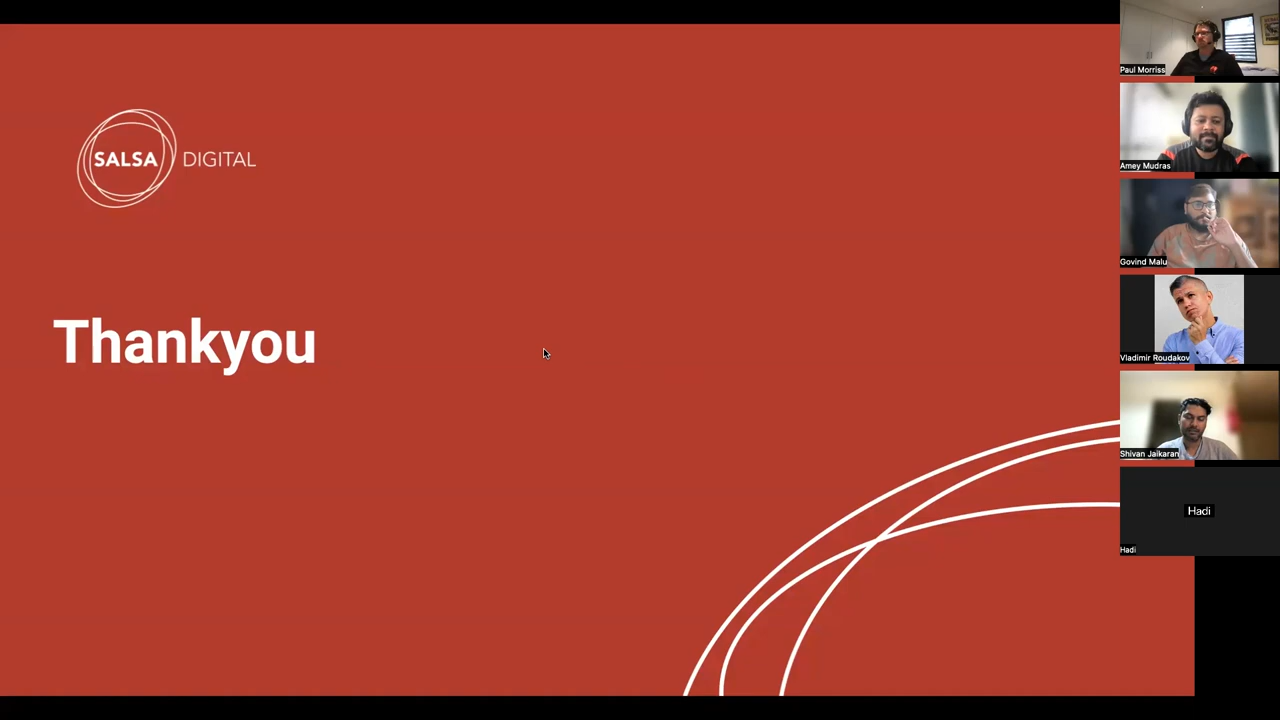 SALSA DIGITAL
Thankyou
Paul Morriss
Amey Mudras
Govind Malu
Vladimir Roudakov
Shivan Jaikaran
Hadi
Hadi